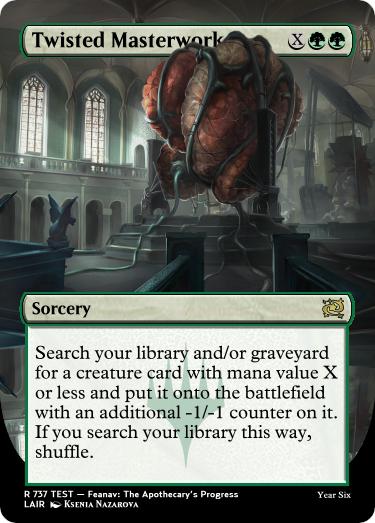 Twisted Masterwork X
Sorcery
Search your library and/or graveyard
for a creature card with mana value X
or less and put it onto the battlefield
with an additional -1/-1 counter on it.
If you search your library this way,
shuffle.
R 737 TEST — Feanav: The Apothecary's Progress Year Six
LAIR Ksenia Nazarova